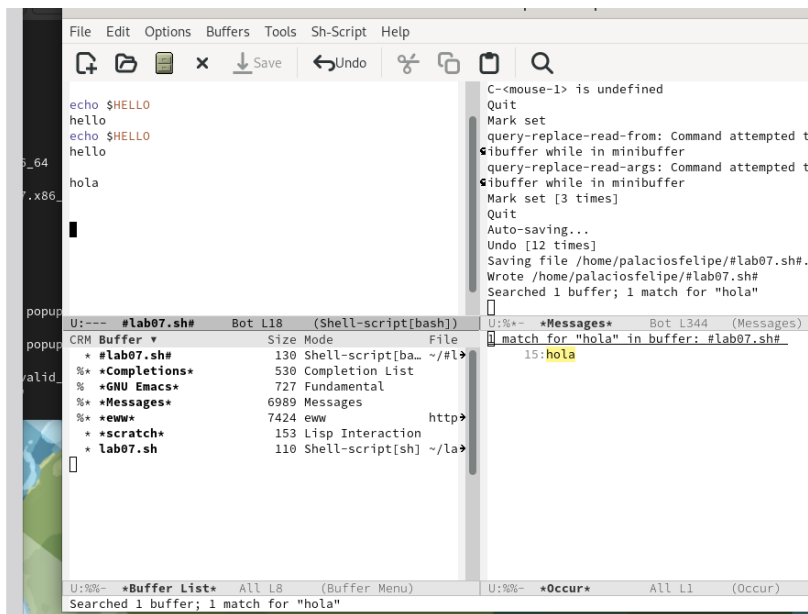 File Edit Options Buffers Tools Sh-Script Help
Save Undo
5_64
7.x86_
popup
popup
valid_
echo $HELLO
hello
echo $HELLO
hello
hola
U:--- #lab07.sh# Bot L18 (Shell-script[bash])
C-<mouse-1> is undefined
Quit
Mark set
query-replace-read-from: Command attempted t
ibuffer while in minibuffer
query-replace-read-args: Command attempted t
ibuffer while in minibuffer
Mark set [3 times]
Quit
Auto-saving...
Undo [12 times]
Saving file /home/palaciosfelipe/#lab07.sh#.
Wrote /home/palaciosfelipe/#lab07.sh#
Searched 1 buffer; 1 match for "hola"
U:%*- *Messages* Bot L344 (Messages)
CRM Buffer ▼ Size Mode File
* #lab07.sh# 130 Shell-script[ba… ~/#l
%* *Completions* 530 Completion List
% *GNU Emacs* 727 Fundamental
%* *Messages* 6989 Messages
%* *eww* 7424 eww http
* *scratch* 153 Lisp Interaction
* lab07.sh 110 Shell-script[sh] ~/la
U:%%- *Buffer List* All L8 (Buffer Menu)
1 match for "hola" in buffer: #lab07.sh#
15:hola
U:%%- *Occur* All L1 (Occur)
Searched 1 buffer; 1 match for "hola"